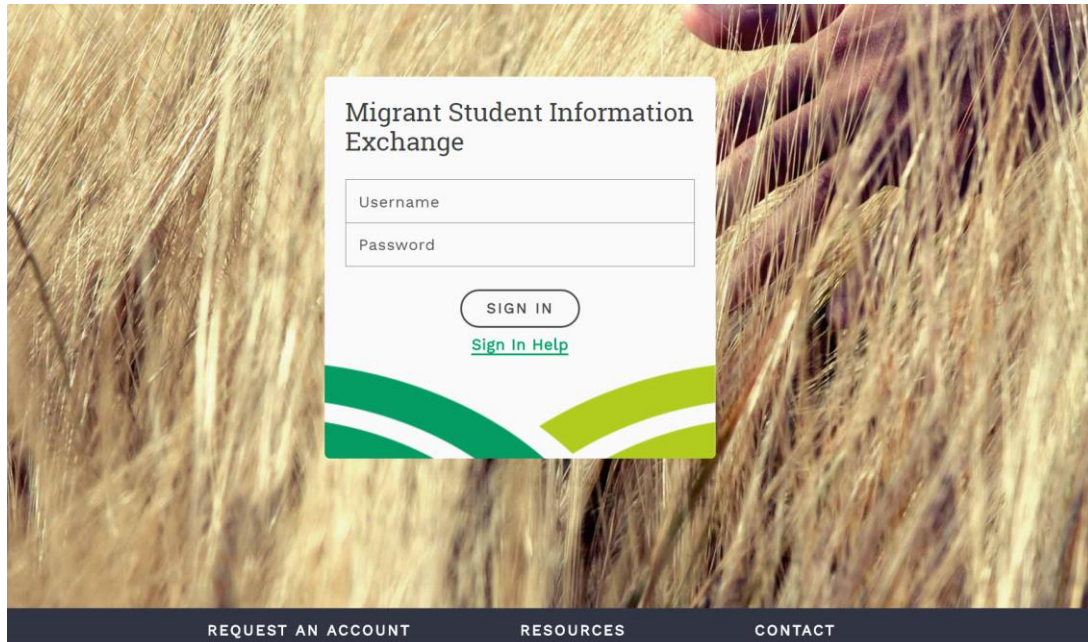 Migrant Student Information
Exchange
Username
Password
SIGN IN
Sign In Help
REQUEST AN ACCOUNT RESOURCES CONTACT